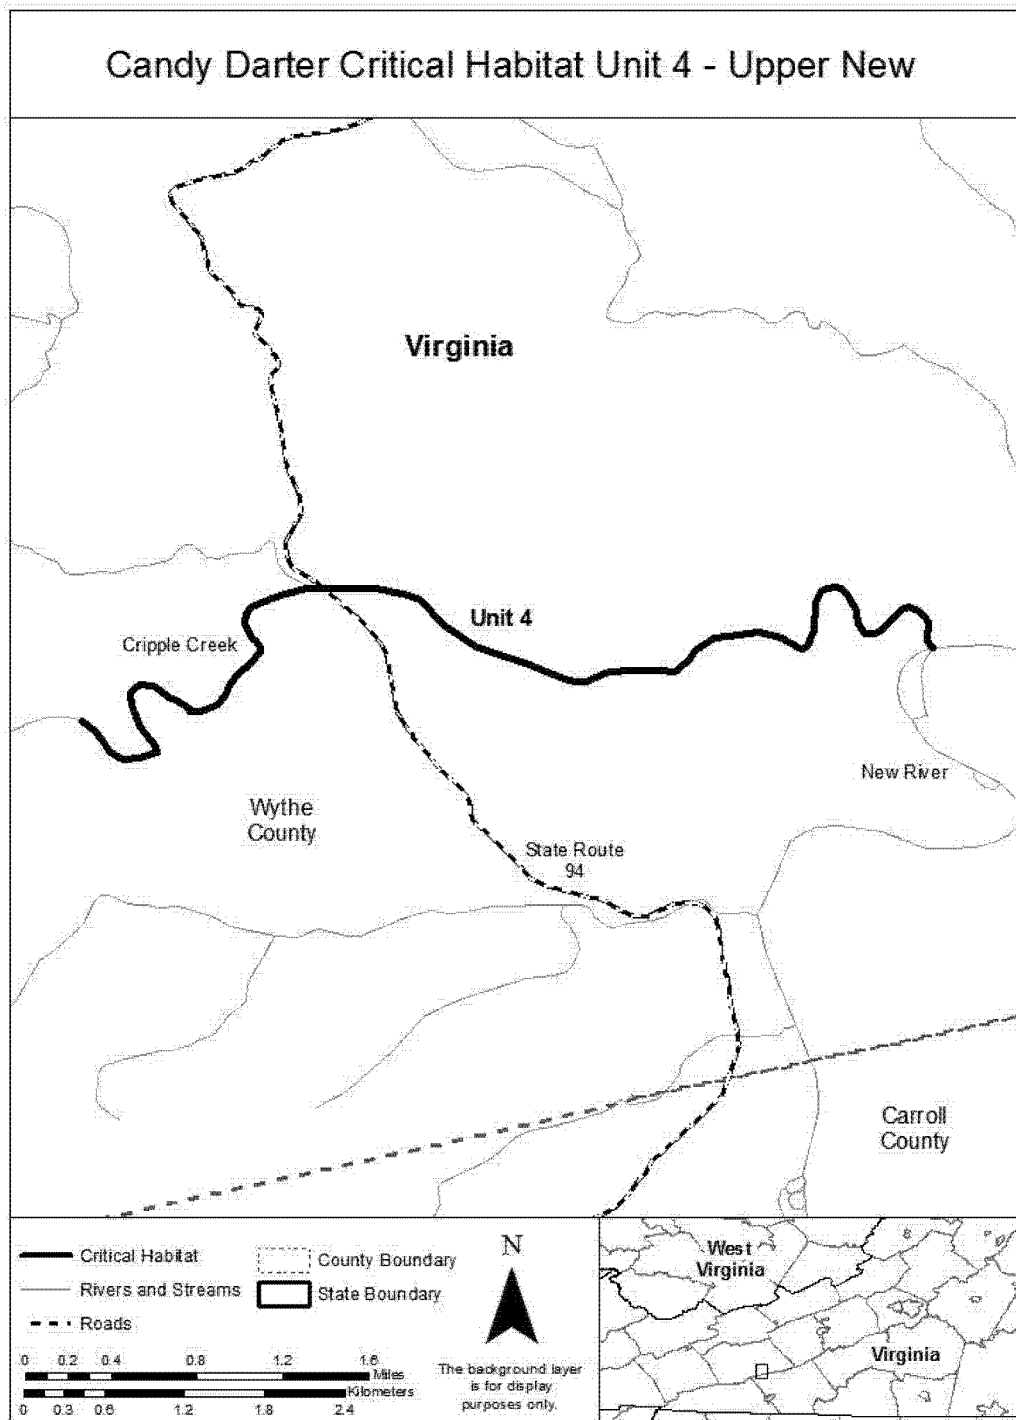 Candy Darter Critical Habitat Unit 4 - Upper New
Virginia
Unit 4
Cripple Creek
New River
Wythe
County
State Route
94
Carroll
County
Critical Habitat
Rivers and Streams
Roads
County Boundary
State Boundary
0 0.2 0.4 0.8 1.2 1.6
Miles
Kilometers
0 0.3 0.6 1.2 1.8 2.4
N
The background layer
is for display
purposes only.
West
Virginia
Virginia